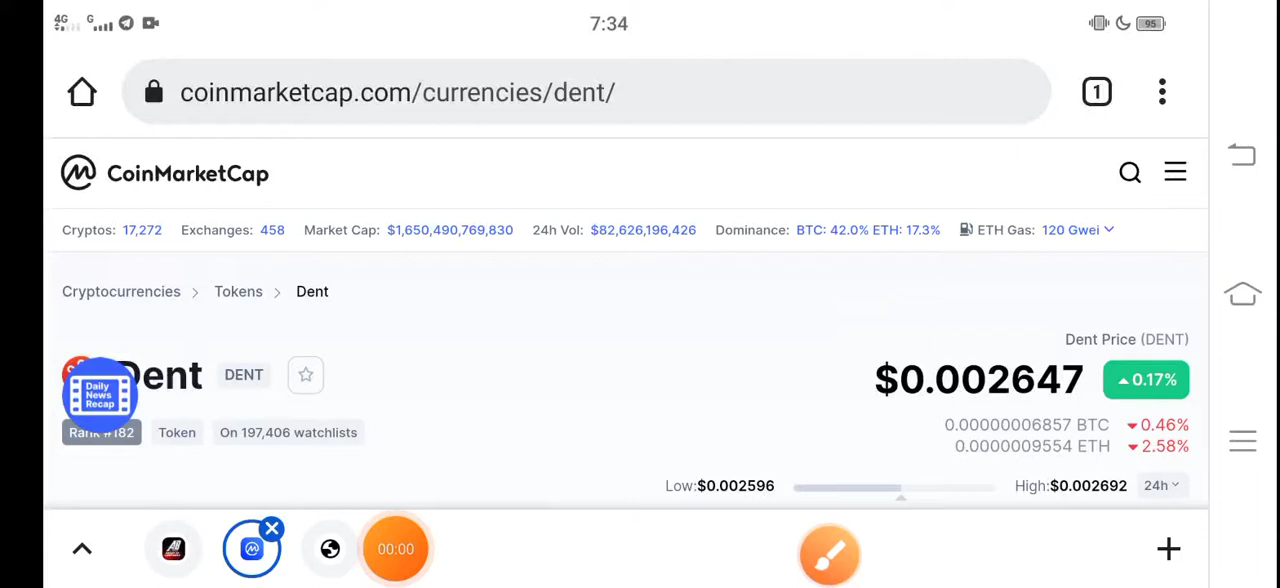 4G G 7:34 95
coinmarketcap.com/currencies/dent/ 1
CoinMarketCap
Cryptos: 17,272 Exchanges: 458 Market Cap: $1,650,490,769,830 24h Vol: $82,626,196,426 Dominance: BTC: 42.0% ETH: 17.3% ETH Gas: 120 Gwei
Cryptocurrencies > Tokens > Dent
Dent Price (DENT)
Dent DENT $0.002647 0.17%
Daily
News
Recap
Rank #182 Token On 197,406 watchlists
0.00000006857 BTC 0.46%
0.0000009554 ETH 2.58%
Low:$0.002596 High:$0.002692 24h
00:00